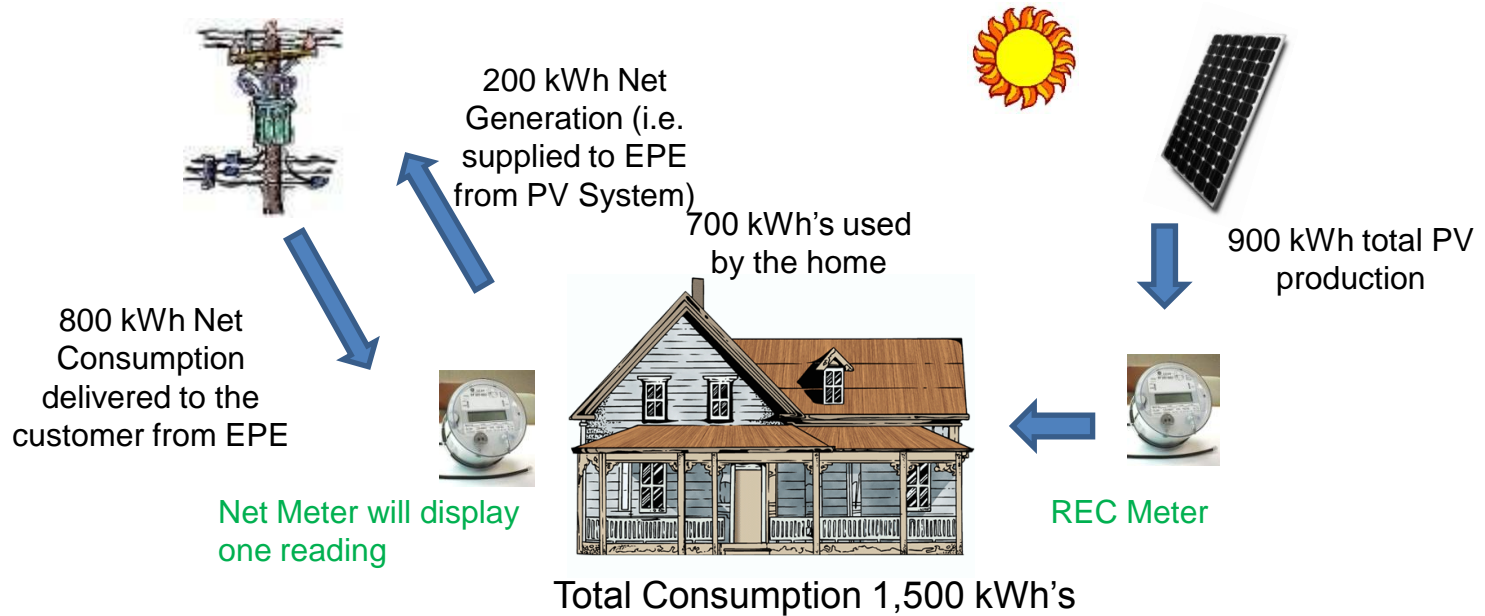 200 kWh Net
Generation (i.e.
supplied to EPE
from PV System)
700 kWh's used
by the home
900 kWh total PV
production
800 kWh Net
Consumption
delivered to the
customer from EPE
Net Meter will display
one reading
REC Meter
Total Consumption 1,500 kWh's